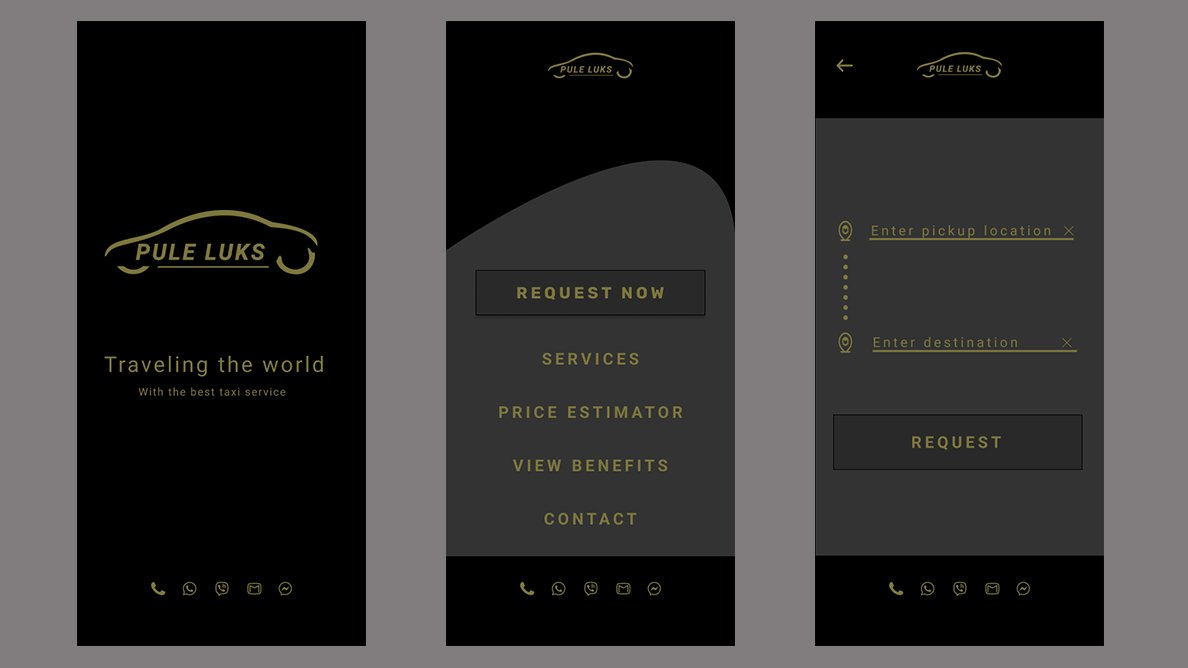 PULE LUKS
Traveling the world
With the best taxi service
PULE LUKS
REQUEST NOW
SERVICES
PRICE ESTIMATOR
VIEW BENEFITS
CONTACT
PULE LUKS
Enter pickup location
Enter destination
REQUEST